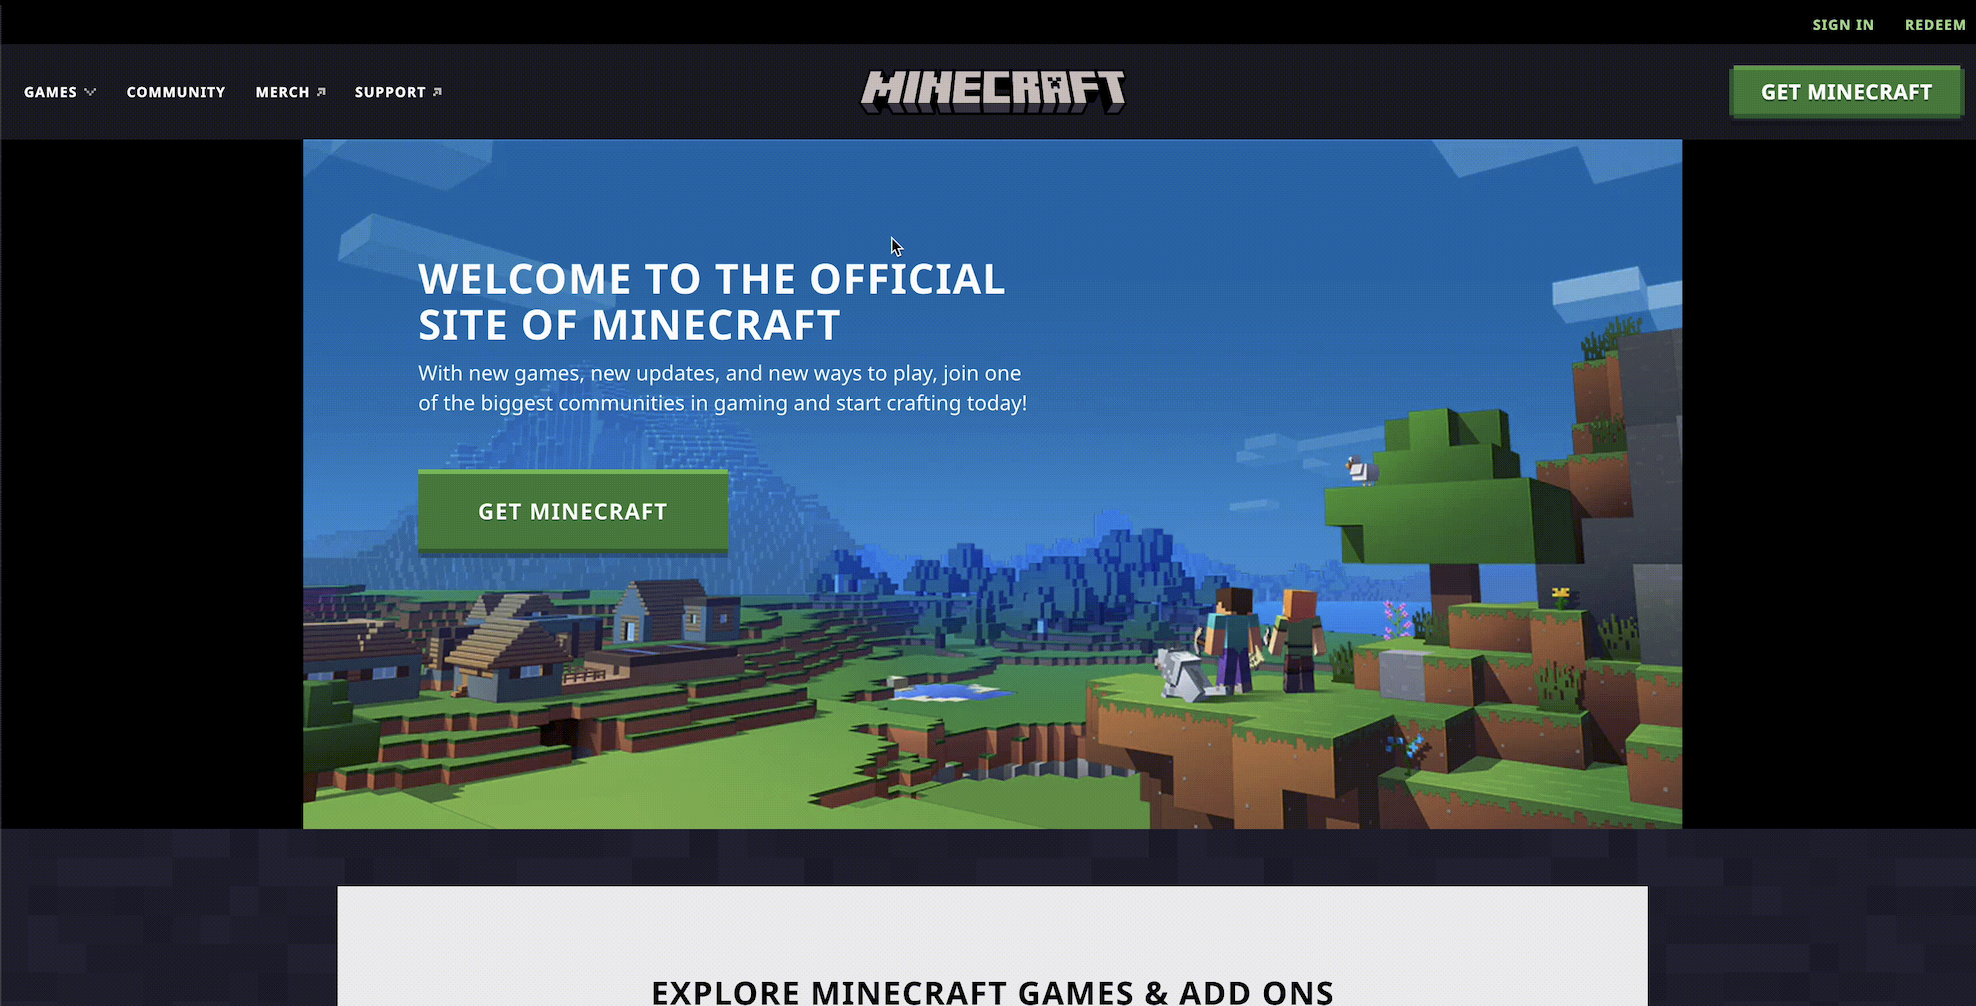 SIGN IN REDEEM
GAMES COMMUNITY MERCH SUPPORT MINECRAFT GET MINECRAFT
WELCOME TO THE OFFICIAL
SITE OF MINECRAFT
With new games, new updates, and new ways to play, join one
of the biggest communities in gaming and start crafting today!
GET MINECRAFT
EXPLORE MINECRAFT GAMES & ADD ONS